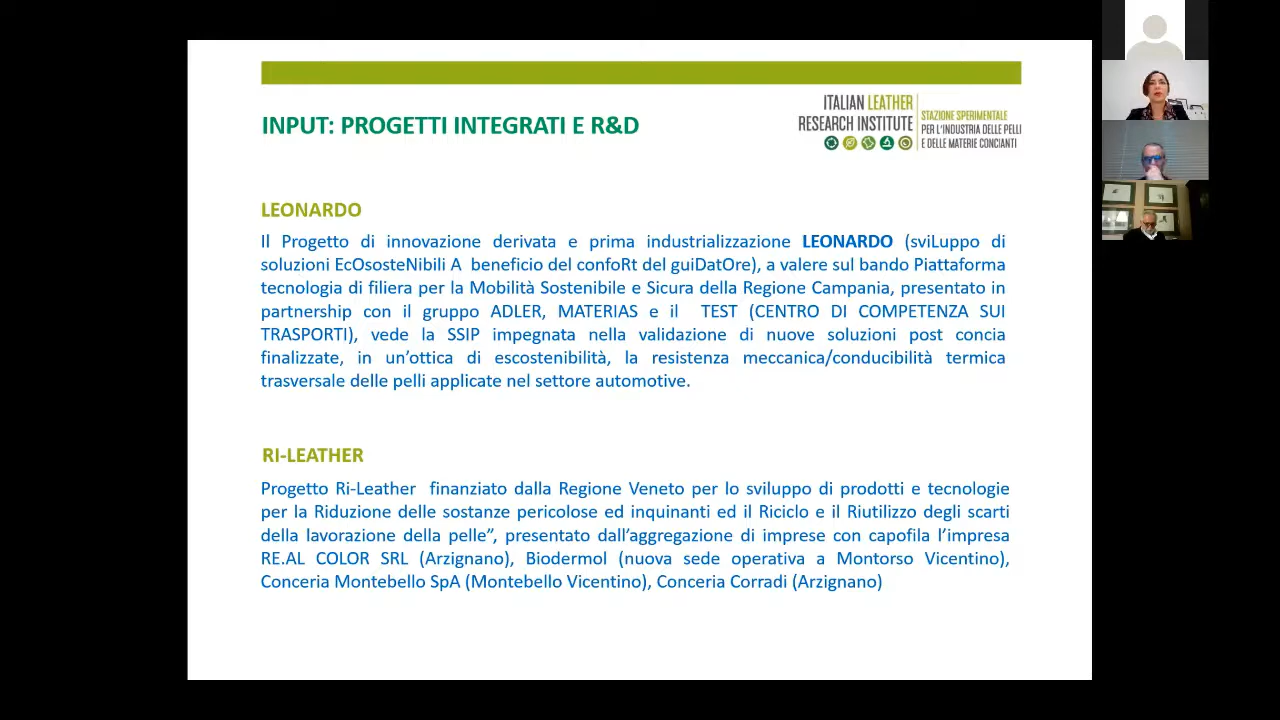 INPUT: PROGETTI INTEGRATI E R&D
ITALIAN LEATHER
RESEARCH INSTITUTE
STAZIONE SPERIMENTALE
PER L'INDUSTRIA DELLE PELLI
E DELLE MATERIE CONCIANTI
LEONARDO
Il Progetto di innovazione derivata e prima industrializzazione LEONARDO (sviLuppo di
soluzioni EcOsosteNibili A beneficio del confoRt del guiDatOre), a valere sul bando Piattaforma
tecnologia di filiera per la Mobilità Sostenibile e Sicura della Regione Campania, presentato in
partnership con il gruppo ADLER, MATERIAS e il TEST (CENTRO DI COMPETENZA SUI
TRASPORTI), vede la SSIP impegnata nella validazione di nuove soluzioni post concia
finalizzate, in un'ottica di escostenibilità, la resistenza meccanica/conducibilità termica
trasversale delle pelli applicate nel settore automotive.
RI-LEATHER
Progetto Ri-Leather finanziato dalla Regione Veneto per lo sviluppo di prodotti e tecnologie
per la Riduzione delle sostanze pericolose ed inquinanti ed il Riciclo e il Riutilizzo degli scarti
della lavorazione della pelle”, presentato dall'aggregazione di imprese con capofila l'impresa
RE.AL COLOR SRL (Arzignano), Biodermol (nuova sede operativa a Montorso Vicentino),
Conceria Montebello SpA (Montebello Vicentino), Conceria Corradi (Arzignano)